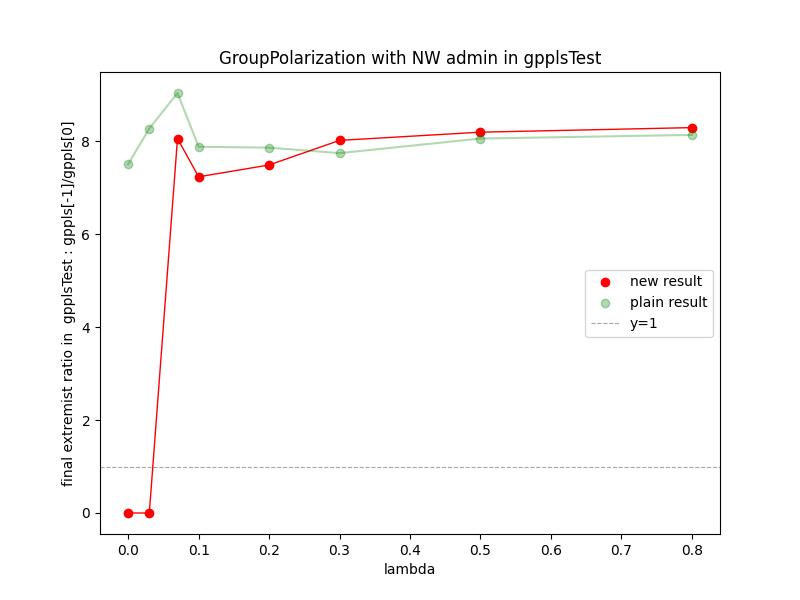 GroupPolarization with NW admin in gpplsTest
final extremist ratio in  gpplsTest : gppls[-1]/gppls[0]
8
6
4
2
0
new result
plain result
y=1
0.0 0.1 0.2 0.3 0.4 0.5 0.6 0.7 0.8
lambda